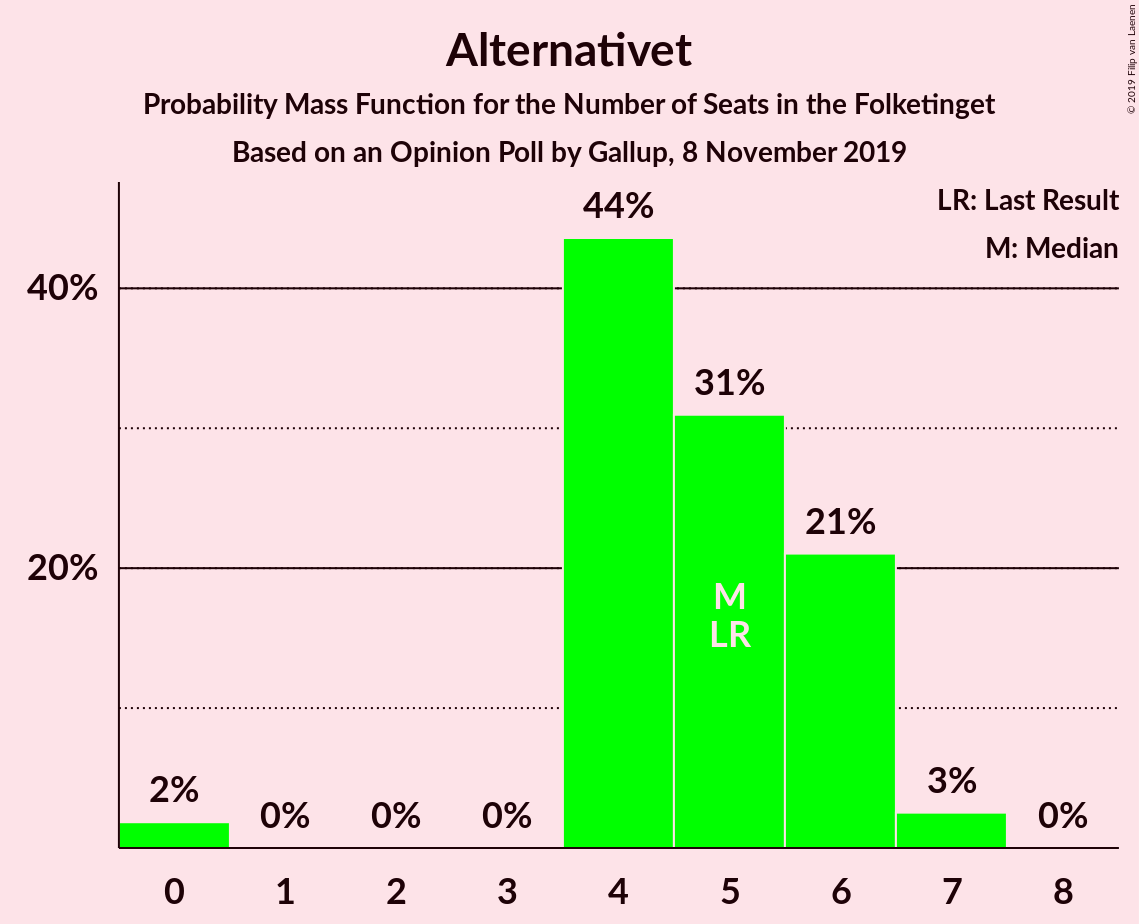 Alternativet
Probability Mass Function for the Number of Seats in the Folketinget
Based on an Opinion Poll by Gallup, 8 November 2019
© 2019 Filip van Laenen
LR: Last Result
M: Median
44%
40%
31%
21%
20%
M
LR
2%
0%
0%
0%
3%
0%
0 1 2 3 4 5 6 7 8